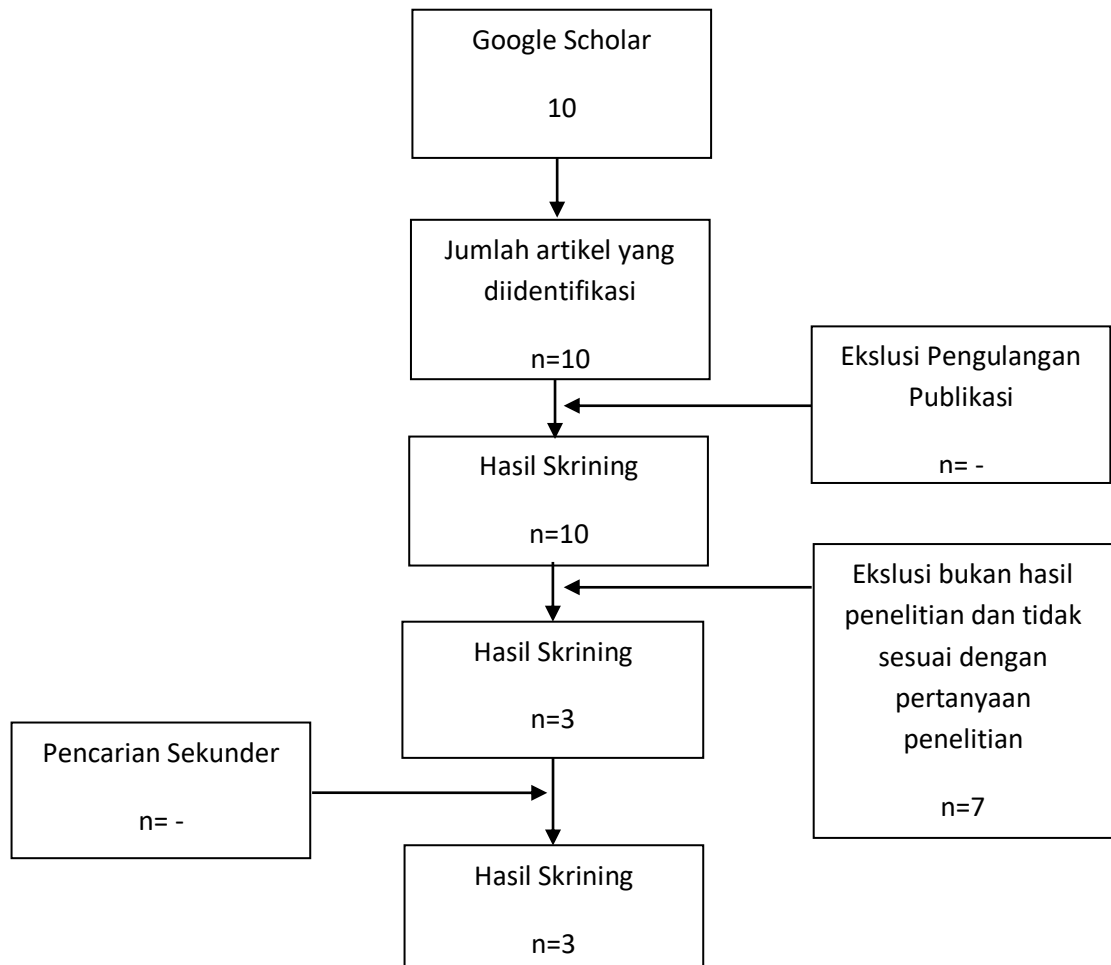 Google Scholar
10
Jumlah artikel yang
diidentifikasi
n=10
Ekslusi Pengulangan
Publikasi
n= -
Hasil Skrining
n=10
Ekslusi bukan hasil
penelitian dan tidak
sesuai dengan
pertanyaan
penelitian
n=7
Hasil Skrining
n=3
Pencarian Sekunder
n= -
Hasil Skrining
n=3